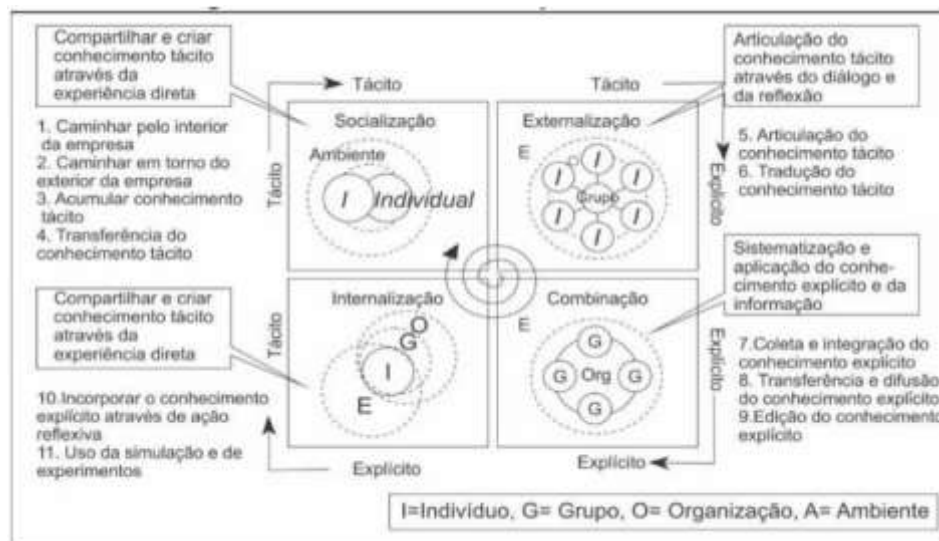 Compartilhar e criar
conhecimento tácito
através da
experiência direta
Tácito
Tácito
Articulação do
conhecimento tácito
através do diálogo e
da reflexão
1. Caminhar pelo interior
da empresa
2. Caminhar em torno do
exterior da empresa
3. Acumular conhecimento
tácito
4. Transferência do
conhecimento tácito
Tácito
Socialização
Ambiente
I
Individual
Externalização
E
I
I
I
I
I
I
Grupo
Explícito
5. Articulação do
conhecimento tácito
6. Tradução do
conhecimento tácito
Compartilhar e criar
conhecimento tácito
através da
experiência direta
Tácito
Internalização
O
G
I
E
Combinação
E
G
G
Org
G
G
Explícito
Sistematização e
aplicação do conhe-
cimento explícito e da
informação
7.Coleta e integração do
conhecimento explícito
8. Transferência e difusão
do conhecimento explícito
9.Edição do conhecimento
explícito
10.Incorporar o conhecimento
explícito através de ação
reflexiva
11. Uso da simulação e de
experimentos
Explícito
Explícito
I=Indivíduo, G= Grupo, O= Organização, A= Ambiente